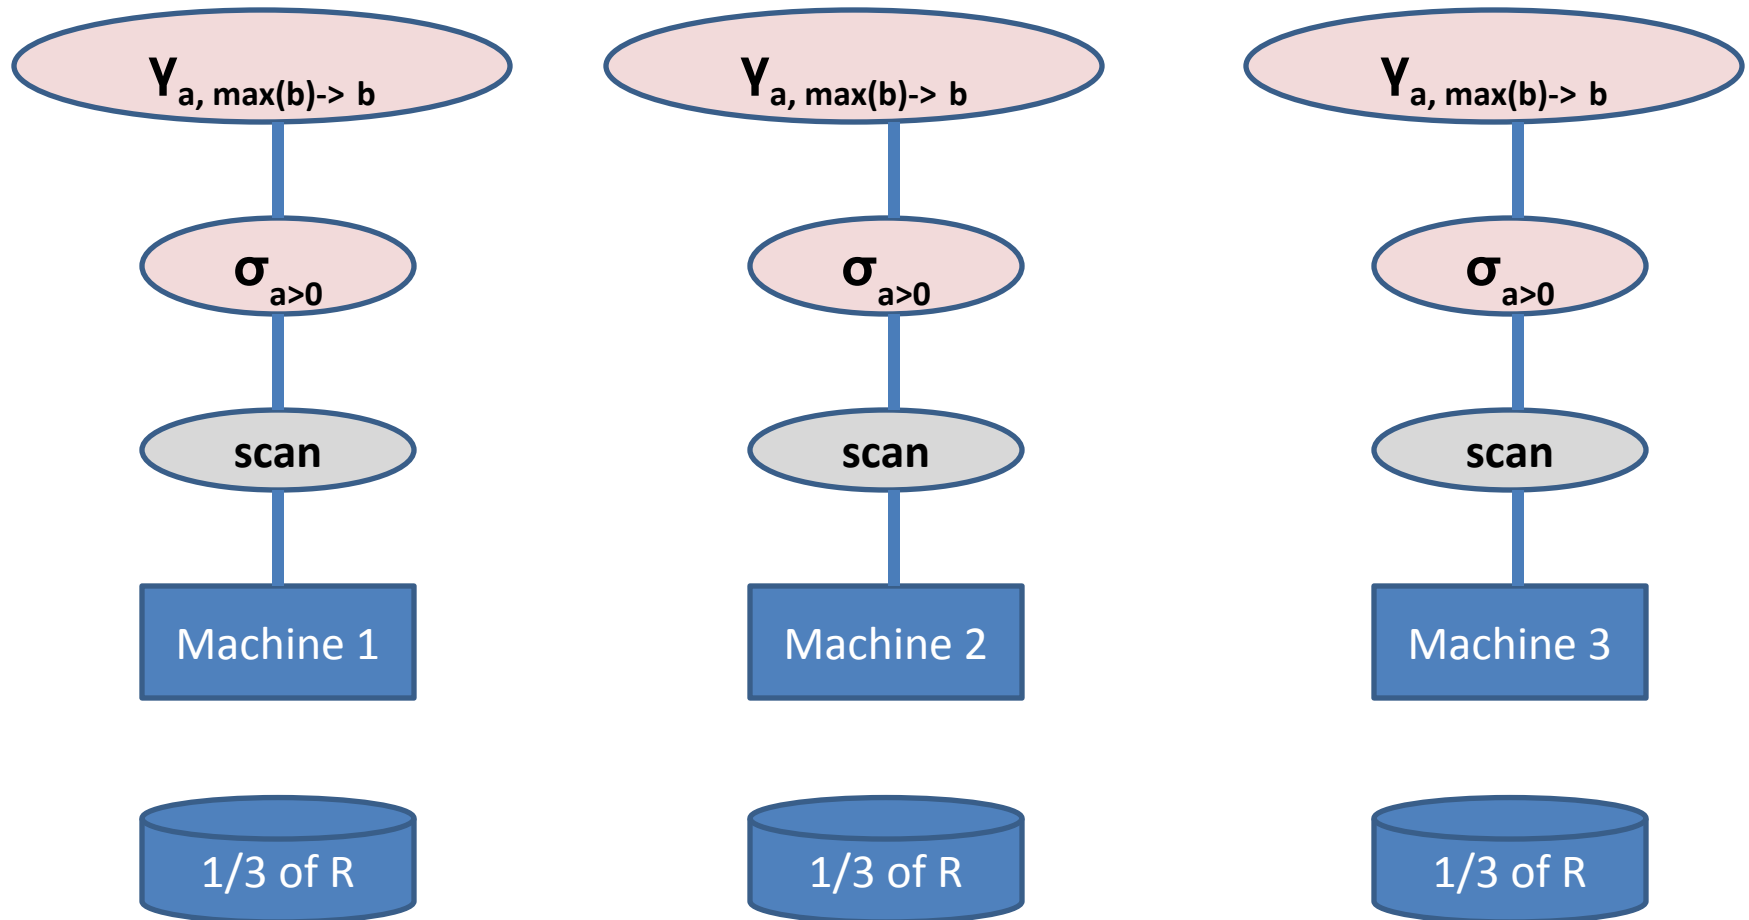 γa, max(b)-> b
γa, max(b)-> b
γa, max(b)-> b
σa>0
σa>0
σa>0
scan
scan
scan
Machine 1
Machine 2
Machine 3
1/3 of R
1/3 of R
1/3 of R